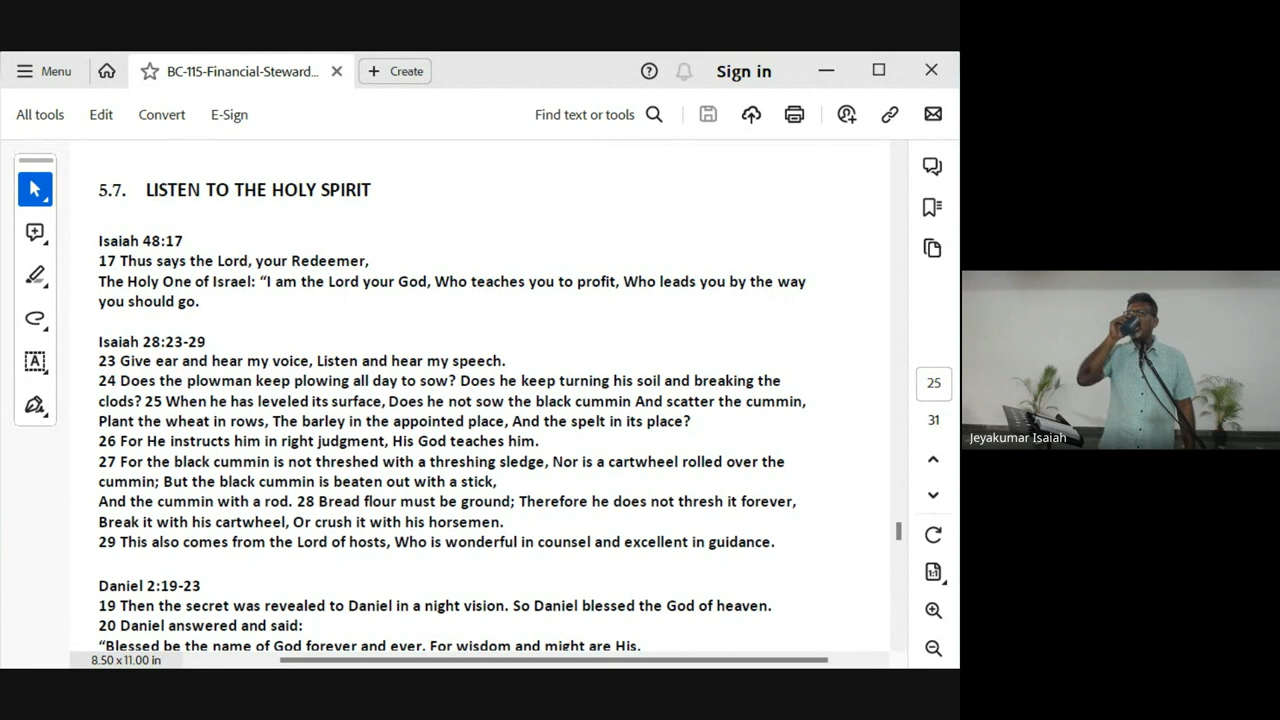 Menu
BC-115-Financial-Steward...
Create
Sign in
All tools
Edit
Convert
E-Sign
Find text or tools
5.7. LISTEN TO THE HOLY SPIRIT
Isaiah 48:17
17 Thus says the Lord, your Redeemer,
The Holy One of Israel: “I am the Lord your God, Who teaches you to profit, Who leads you by the way
you should go.
Isaiah 28:23-29
23 Give ear and hear my voice, Listen and hear my speech.
24 Does the plowman keep plowing all day to sow? Does he keep turning his soil and breaking the
clods? 25 When he has leveled its surface, Does he not sow the black cummin And scatter the cummin,
Plant the wheat in rows, The barley in the appointed place, And the spelt in its place?
26 For He instructs him in right judgment, His God teaches him.
27 For the black cummin is not threshed with a threshing sledge, Nor is a cartwheel rolled over the
cummin; But the black cummin is beaten out with a stick,
And the cummin with a rod. 28 Bread flour must be ground; Therefore he does not thresh it forever,
Break it with his cartwheel, Or crush it with his horsemen.
29 This also comes from the Lord of hosts, Who is wonderful in counsel and excellent in guidance.
Daniel 2:19-23
19 Then the secret was revealed to Daniel in a night vision. So Daniel blessed the God of heaven.
20 Daniel answered and said:
“Blessed be the name of God forever and ever, For wisdom and might are His.
8.50 x 11.00 in
25
31
1:1
Jeyakumar Isaiah